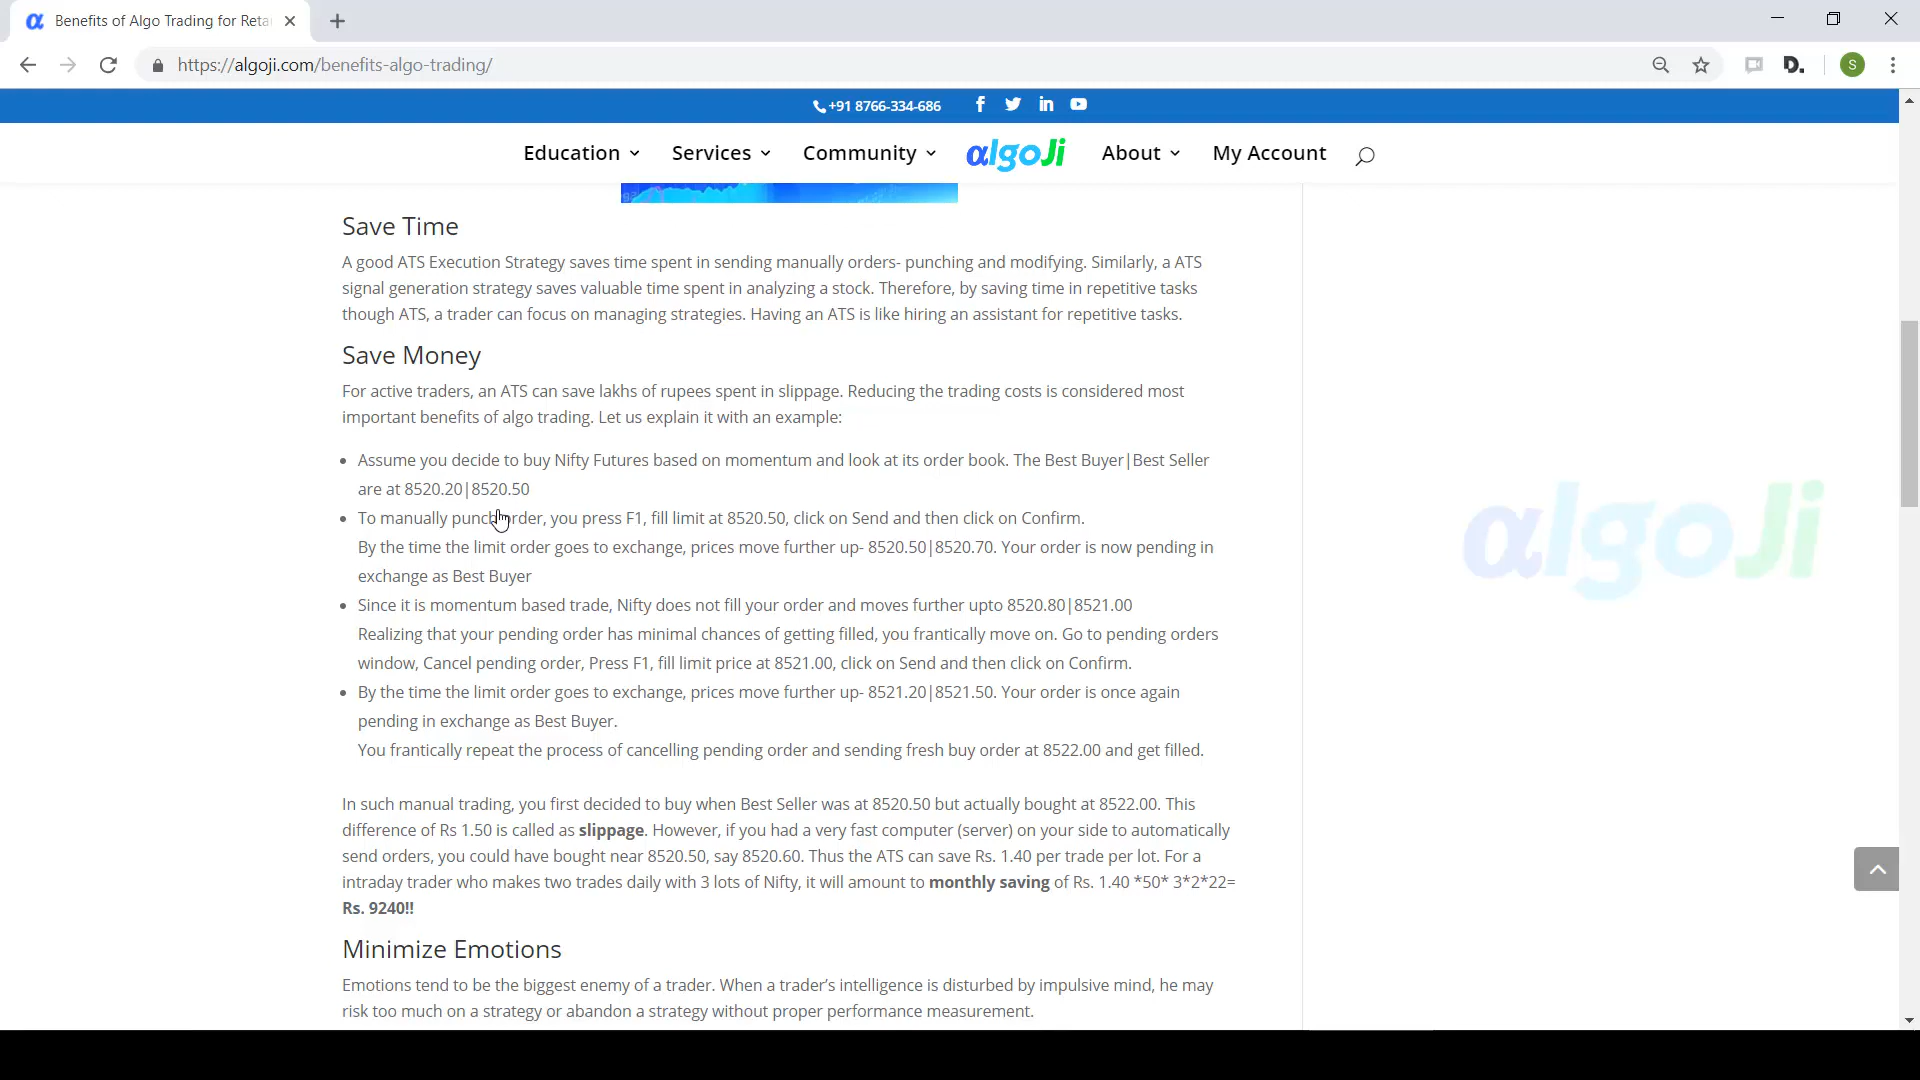 Benefits of Algo Trading for Reta
https://algoji.com/benefits-algo-trading/
D.
S
+91 8766-334-686
Education
Services
Community
αlgoJi
About
My Account
Save Time
A good ATS Execution Strategy saves time spent in sending manually orders- punching and modifying. Similarly, a ATS
signal generation strategy saves valuable time spent in analyzing a stock. Therefore, by saving time in repetitive tasks
though ATS, a trader can focus on managing strategies. Having an ATS is like hiring an assistant for repetitive tasks.
Save Money
For active traders, an ATS can save lakhs of rupees spent in slippage. Reducing the trading costs is considered most
important benefits of algo trading. Let us explain it with an example:
• Assume you decide to buy Nifty Futures based on momentum and look at its order book. The Best Buyer|Best Seller
are at 8520.20|8520.50
• To manually punch order, you press F1, fill limit at 8520.50, click on Send and then click on Confirm.
By the time the limit order goes to exchange, prices move further up- 8520.50|8520.70. Your order is now pending in
exchange as Best Buyer
• Since it is momentum based trade, Nifty does not fill your order and moves further upto 8520.80|8521.00
Realizing that your pending order has minimal chances of getting filled, you frantically move on. Go to pending orders
window, Cancel pending order, Press F1, fill limit price at 8521.00, click on Send and then click on Confirm.
• By the time the limit order goes to exchange, prices move further up- 8521.20|8521.50. Your order is once again
pending in exchange as Best Buyer.
You frantically repeat the process of cancelling pending order and sending fresh buy order at 8522.00 and get filled.
In such manual trading, you first decided to buy when Best Seller was at 8520.50 but actually bought at 8522.00. This
difference of Rs 1.50 is called as slippage. However, if you had a very fast computer (server) on your side to automatically
send orders, you could have bought near 8520.50, say 8520.60. Thus the ATS can save Rs. 1.40 per trade per lot. For a
intraday trader who makes two trades daily with 3 lots of Nifty, it will amount to monthly saving of Rs. 1.40 *50* 3*2*22=
Rs. 9240!!
Minimize Emotions
Emotions tend to be the biggest enemy of a trader. When a trader's intelligence is disturbed by impulsive mind, he may
risk too much on a strategy or abandon a strategy without proper performance measurement.
αlgoJi